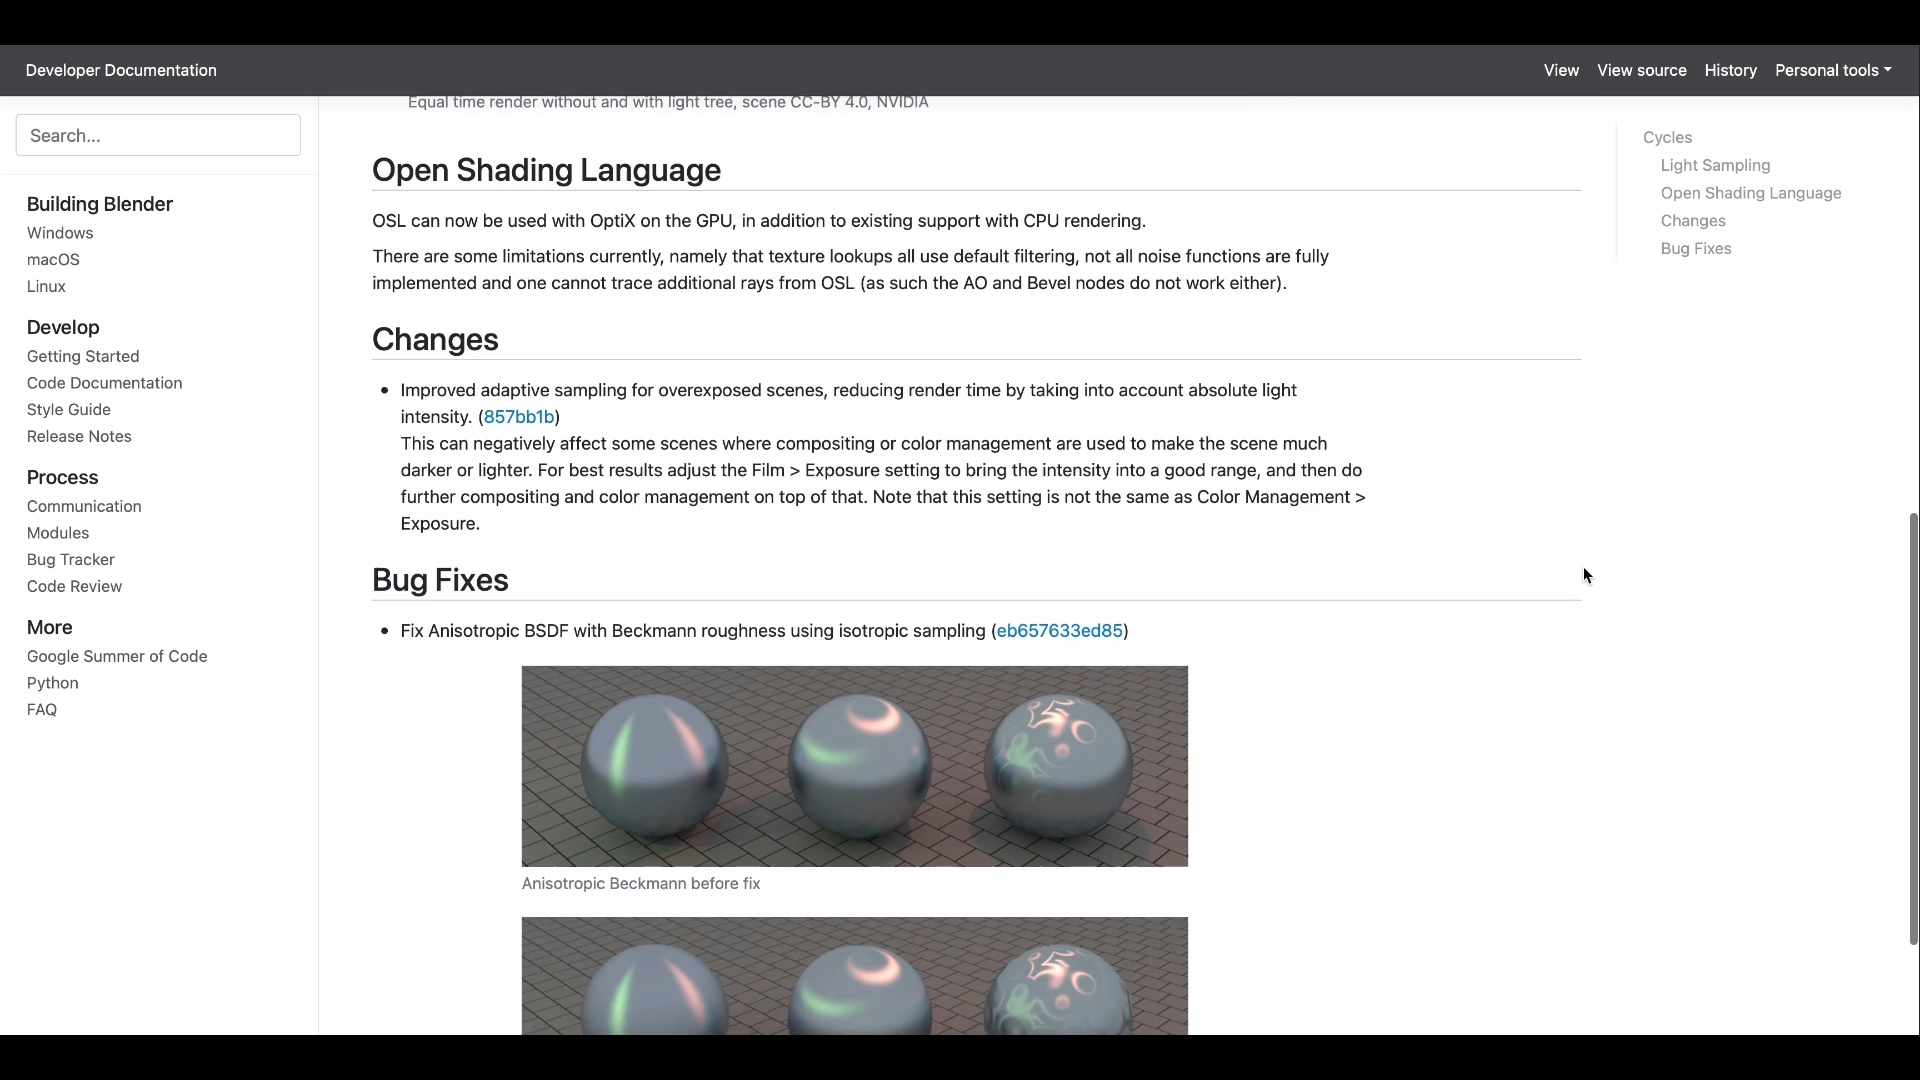 Developer Documentation
View
View source
History
Personal tools
Search...
Building Blender
Windows
macOS
Linux
Develop
Getting Started
Code Documentation
Style Guide
Release Notes
Process
Communication
Modules
Bug Tracker
Code Review
More
Google Summer of Code
Python
FAQ
Equal time render without and with light tree, scene CC-BY 4.0, NVIDIA
Open Shading Language
OSL can now be used with OptiX on the GPU, in addition to existing support with CPU rendering.
There are some limitations currently, namely that texture lookups all use default filtering, not all noise functions are fully
implemented and one cannot trace additional rays from OSL (as such the AO and Bevel nodes do not work either).
Changes
• Improved adaptive sampling for overexposed scenes, reducing render time by taking into account absolute light
intensity. (857bb1b)
This can negatively affect some scenes where compositing or color management are used to make the scene much
darker or lighter. For best results adjust the Film > Exposure setting to bring the intensity into a good range, and then do
further compositing and color management on top of that. Note that this setting is not the same as Color Management >
Exposure.
Bug Fixes
• Fix Anisotropic BSDF with Beckmann roughness using isotropic sampling (eb657633ed85)
Anisotropic Beckmann before fix
Cycles
Light Sampling
Open Shading Language
Changes
Bug Fixes